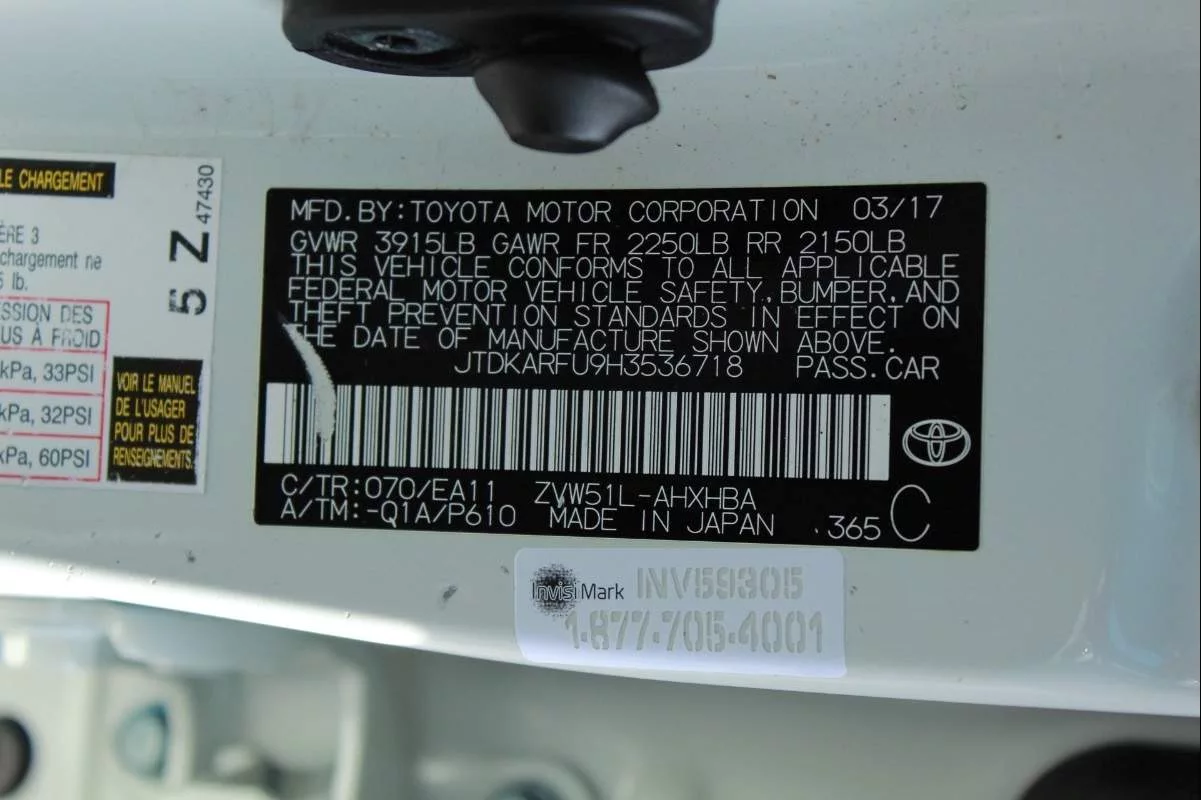 LE CHARGEMENT
ÈRE 3
chargement ne
5 lb.
SSION DES
US À FROID
kPa, 33PSI
kPa, 32PSI
kPa, 60PSI
5 Z 47430
VOIR LE MANUEL
DE L'USAGER
POUR PLUS DE
RENSEIGNEMENTS.
MFD.BY:TOYOTA MOTOR CORPORATION 03/17
GVWR 3915LB GAWR FR 2250LB RR 2150LB
THIS VEHICLE CONFORMS TO ALL APPLICABLE
FEDERAL MOTOR VEHICLE SAFETY, BUMPER, AND
THEFT PREVENTION STANDARDS IN EFFECT ON
THE DATE OF MANUFACTURE SHOWN ABOVE.
JTDKARFU9H3536718 PASS.CAR
C/TR:070/EA11 ZVW51L-AHXHBA
A/TM:-Q1A/P610 MADE IN JAPAN 365 C
InvisiMark INV59305
1-877-705-4001